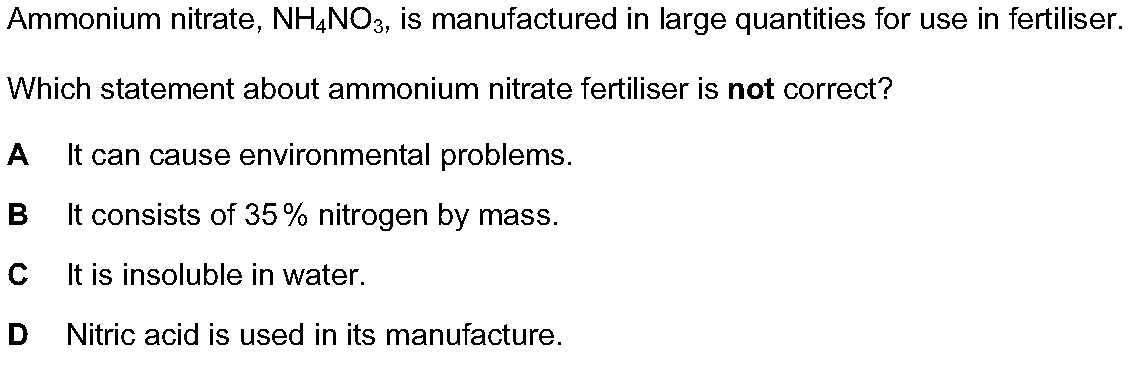 Ammonium nitrate, NH₄NO₃, is manufactured in large quantities for use in fertiliser.
Which statement about ammonium nitrate fertiliser is not correct?
A It can cause environmental problems.
B It consists of 35% nitrogen by mass.
C It is insoluble in water.
D Nitric acid is used in its manufacture.